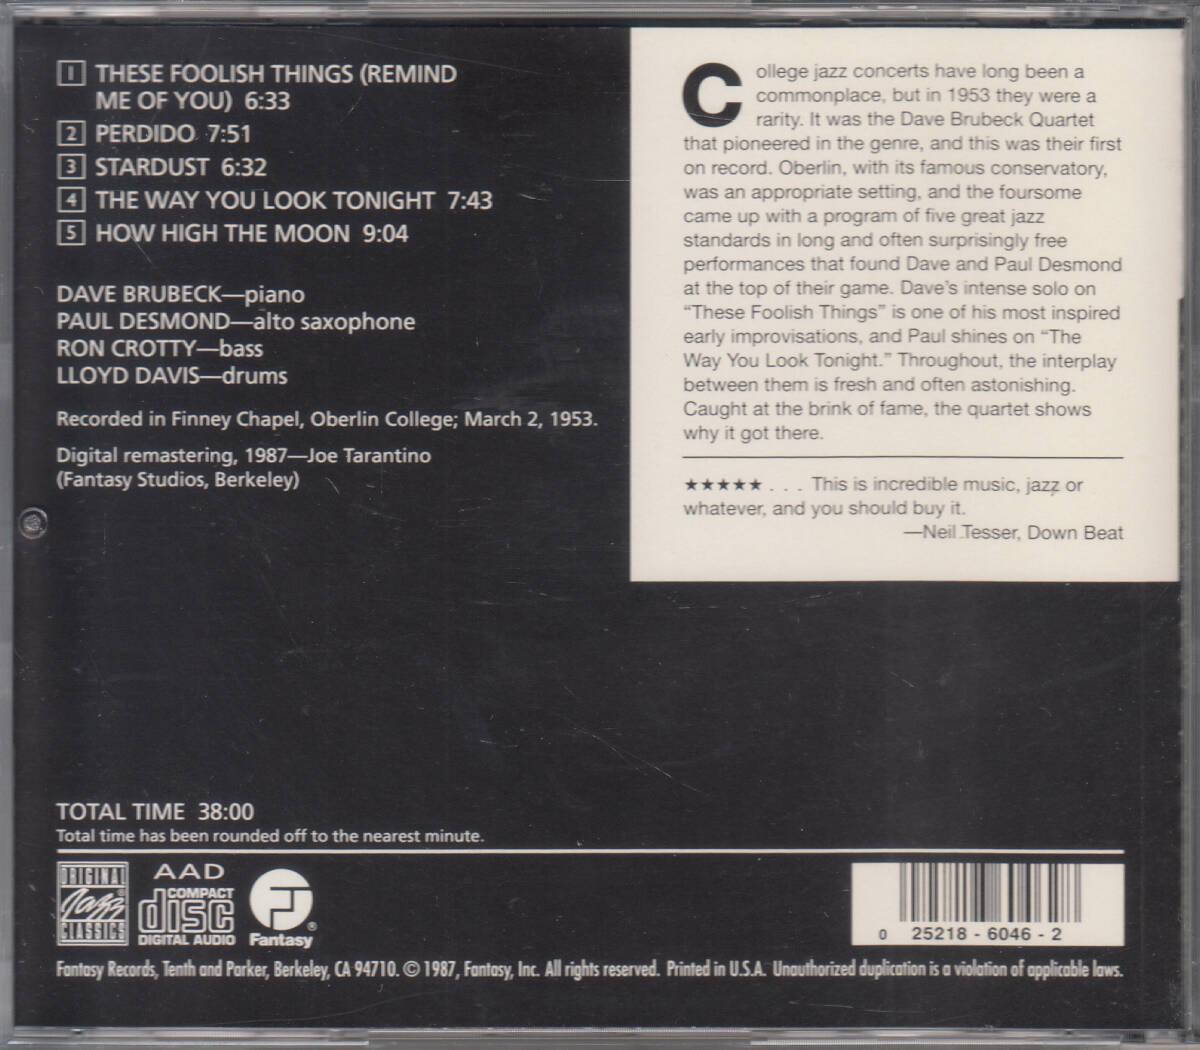 1 THESE FOOLISH THINGS (REMIND
ME OF YOU) 6:33
2 PERDIDO 7:51
3 STARDUST 6:32
4 THE WAY YOU LOOK TONIGHT 7:43
5 HOW HIGH THE MOON 9:04
DAVE BRUBECK—piano
PAUL DESMOND—alto saxophone
RON CROTTY—bass
LLOYD DAVIS—drums
Recorded in Finney Chapel, Oberlin College; March 2, 1953.
Digital remastering, 1987—Joe Tarantino
(Fantasy Studios, Berkeley)
College jazz concerts have long been a
commonplace, but in 1953 they were a
rarity. It was the Dave Brubeck Quartet
that pioneered in the genre, and this was their first
on record. Oberlin, with its famous conservatory,
was an appropriate setting, and the foursome
came up with a program of five great jazz
standards in long and often surprisingly free
performances that found Dave and Paul Desmond
at the top of their game. Dave's intense solo on
“These Foolish Things” is one of his most inspired
early improvisations, and Paul shines on “The
Way You Look Tonight.” Throughout, the interplay
between them is fresh and often astonishing.
Caught at the brink of fame, the quartet shows
why it got there.
★★★★★ . . . This is incredible music, jazz or
whatever, and you should buy it.
—Neil Tesser, Down Beat
TOTAL TIME 38:00
Total time has been rounded off to the nearest minute.
ORIGINAL
Jazz®
CLASSICS
AAD
COMPACT
disc
DIGITAL AUDIO
Fantasy®
0 25218-6046-2
Fantasy Records, Tenth and Parker, Berkeley, CA 94710. © 1987, Fantasy, Inc. All rights reserved. Printed in U.S.A. Unauthorized duplication is a violation of applicable laws.